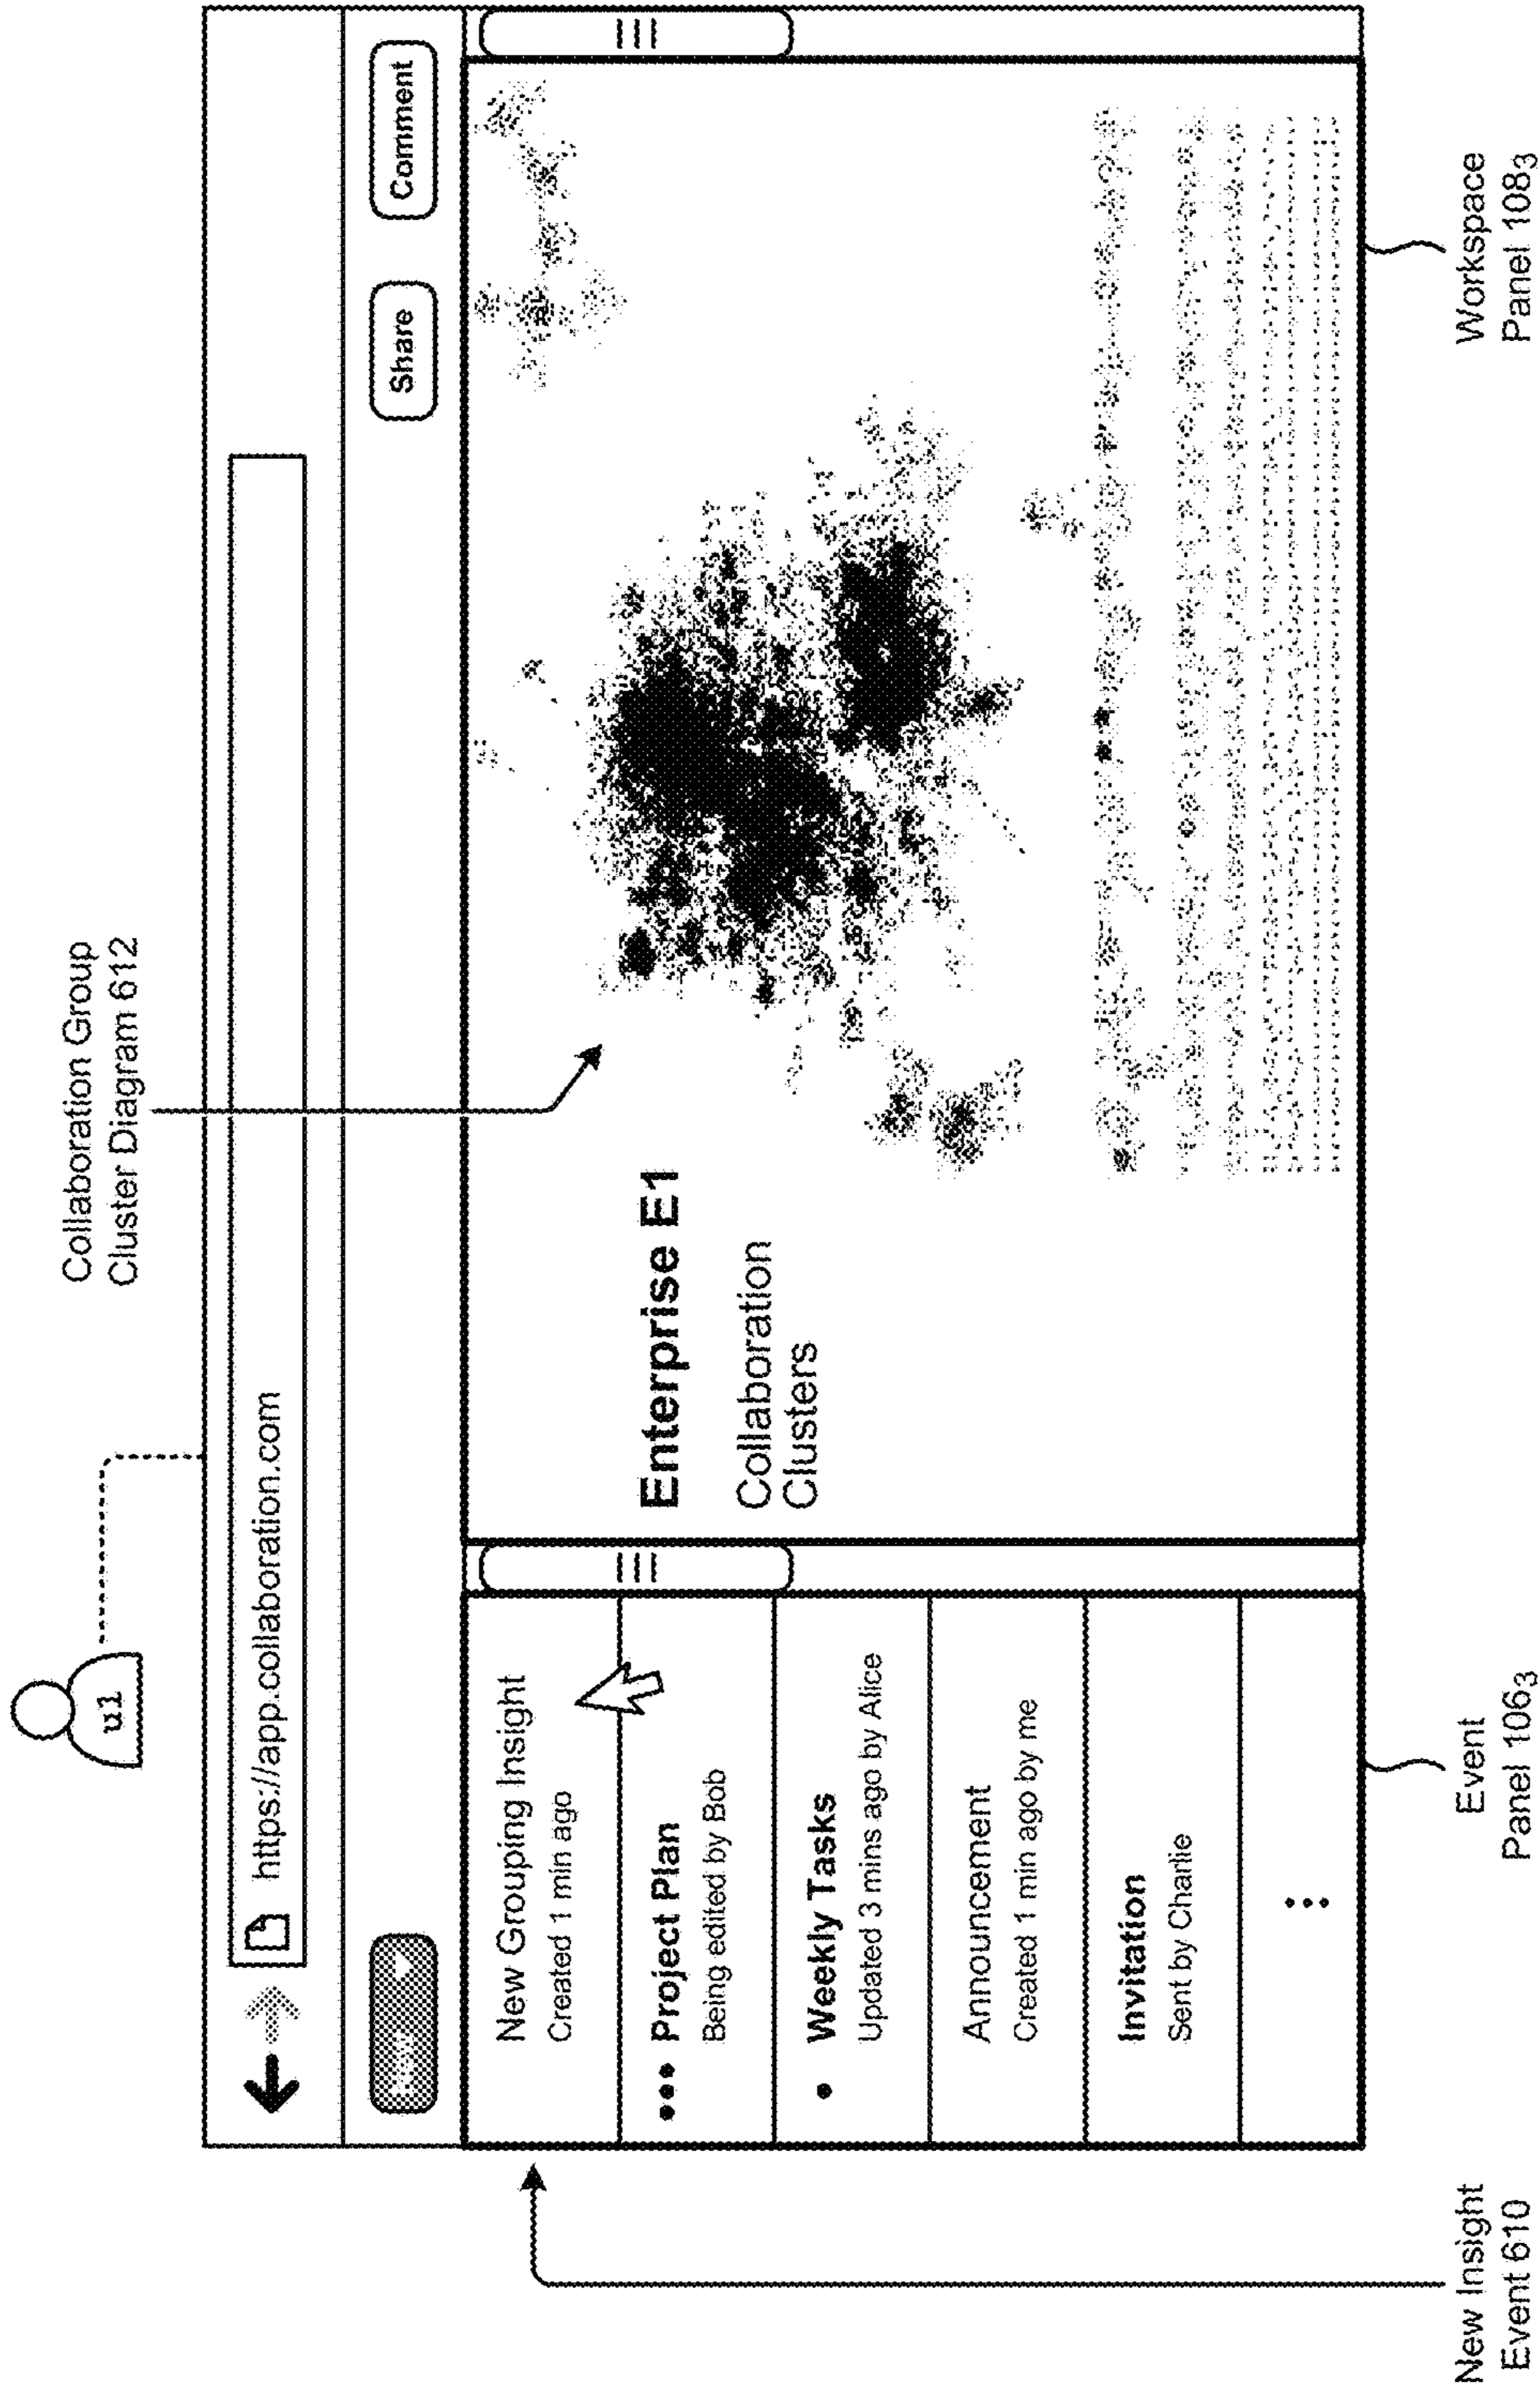 u1
Collaboration Group
Cluster Diagram 612
https://app.collaboration.com
Share
Comment
New Grouping Insight
Created 1 min ago
••• Project Plan
Being edited by Bob
• Weekly Tasks
Updated 3 mins ago by Alice
Announcement
Created 1 min ago by me
Invitation
Sent by Charlie
Enterprise E1
Collaboration
Clusters
New Insight
Event 610
Event
Panel 106₃
Workspace
Panel 108₃